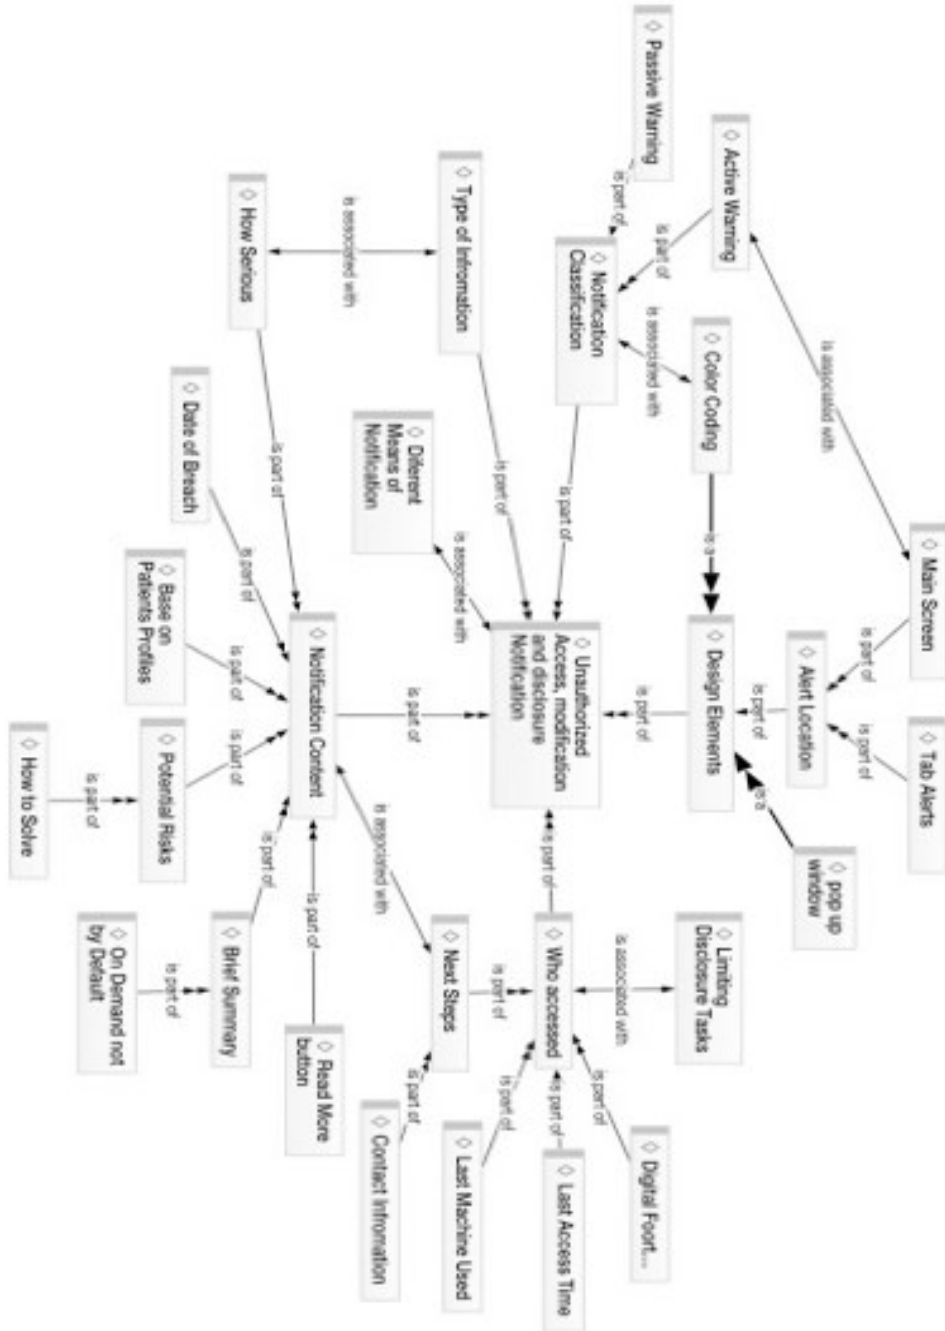 ◇ Passive Warning
is part of
◇ Active Warning
is part of
is associated with
◇ Main Screen
is part of
◇ Tab Alerts
is part of
◇ Alert Location
is part of
◇ pop up
window
is a
◇ Color Coding
is associated with
is a
◇ Design Elements
is part of
◇ Notification
Classification
is part of
◇ Type of Infromation
is part of
is associated with
◇ How Serious
is part of
◇ Diferent
Means of
Notification
is associated with
◇ Unauthorized
Access, modification
and disclosure
Notification
◇ Limiting
Disclosure Tasks
is associated with
◇ Who accessed
is part of
◇ Digital Foort...
is part of
◇ Last Access Time
is part of
◇ Last Machine Used
is part of
◇ Next Steps
is part of
◇ Contact Infromation
is part of
is associated with
◇ Notification Content
is part of
◇ Date of Breach
is part of
◇ Base on
Patients Profiles
is part of
◇ Potential Risks
is part of
◇ How to Solve
is part of
◇ Brief Summary
is part of
◇ On Demand not
by Default
is part of
◇ Read More
button
is part of